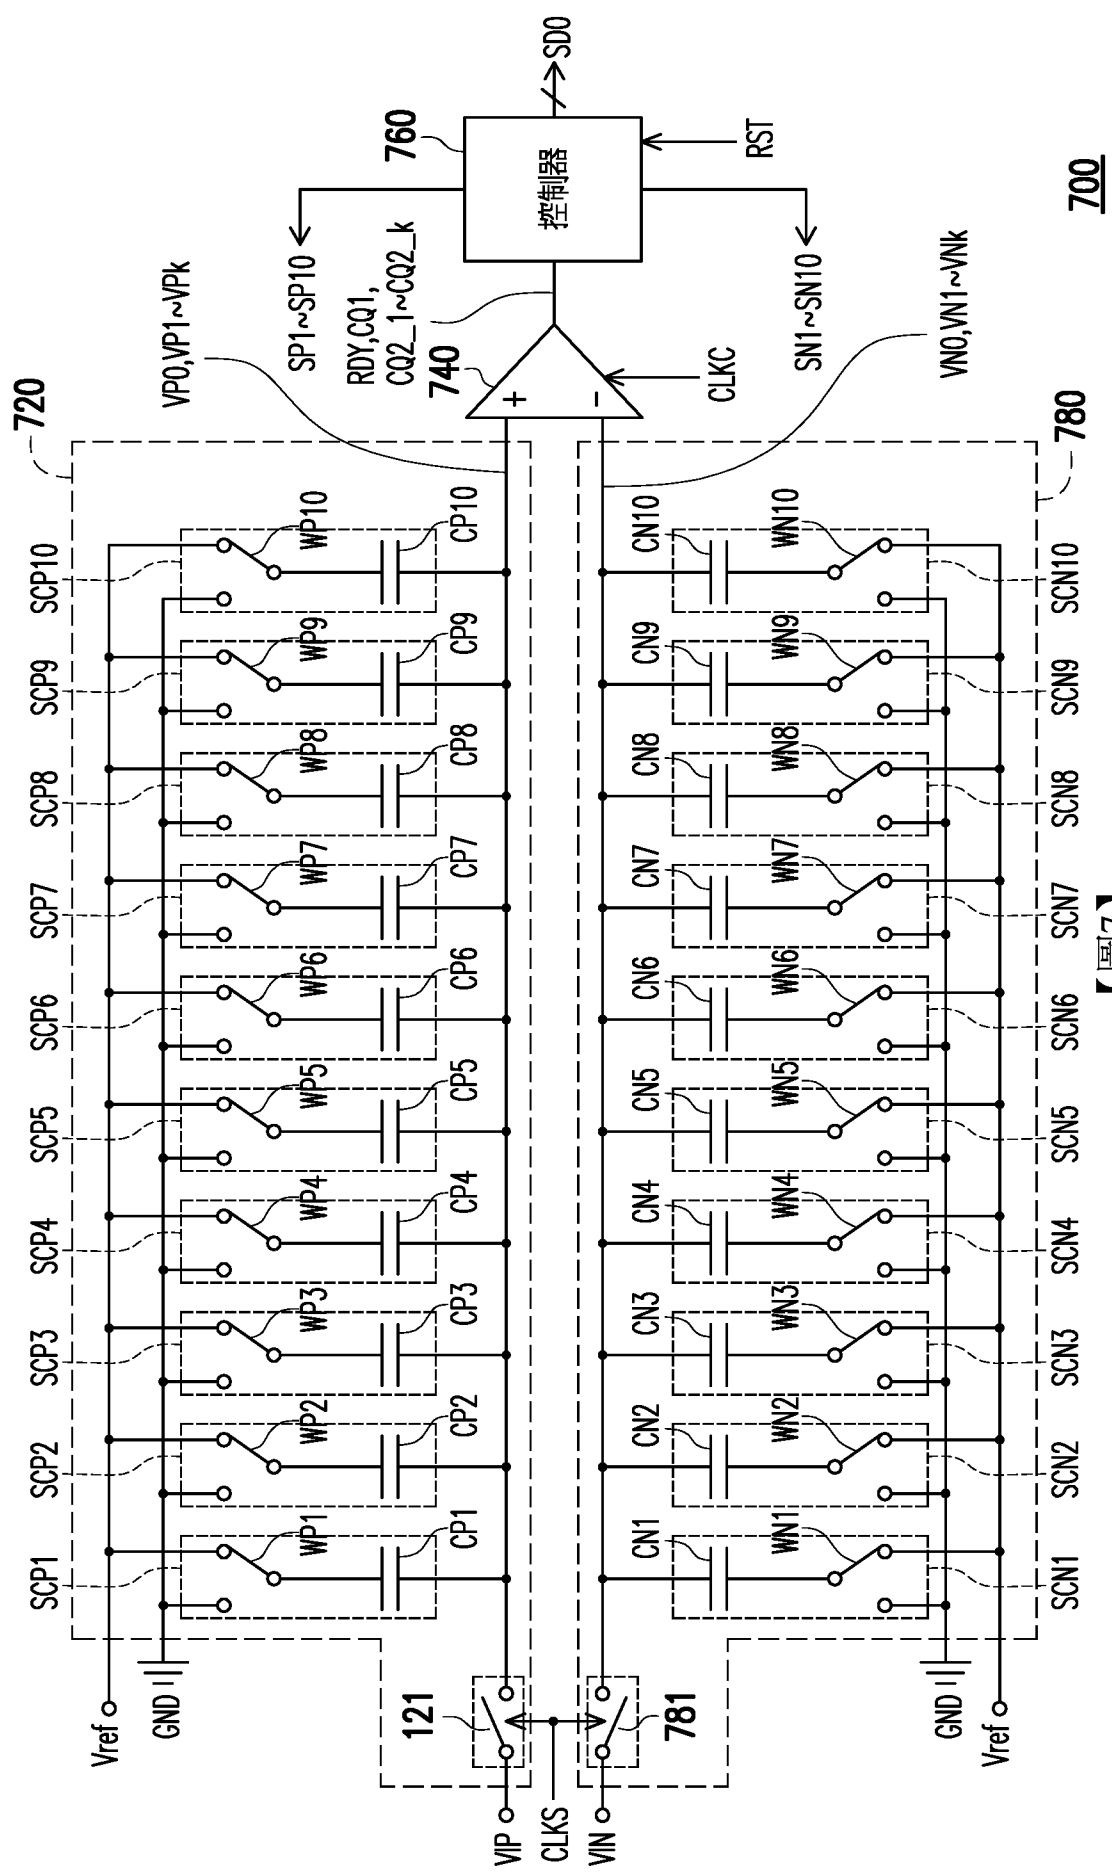 720
SCP1
SCP2
SCP3
SCP4
SCP5
SCP6
SCP7
SCP8
SCP9
SCP10
Vref
GND
WP1
WP2
WP3
WP4
WP5
WP6
WP7
WP8
WP9
WP10
CP1
CP2
CP3
CP4
CP5
CP6
CP7
CP8
CP9
CP10
VP0,VP1~VPk
SP1~SP10
RDY,CQ1,
CQ2_1~CQ2_k
760
控制器
SD0
RST
740
+
−
CLKC
SN1~SN10
VN0,VN1~VNk
121
VIP
CLKS
VIN
781
CN1
CN2
CN3
CN4
CN5
CN6
CN7
CN8
CN9
CN10
WN1
WN2
WN3
WN4
WN5
WN6
WN7
WN8
WN9
WN10
GND
Vref
SCN1
SCN2
SCN3
SCN4
SCN5
SCN6
SCN7
SCN8
SCN9
SCN10
780
700
【圖7】